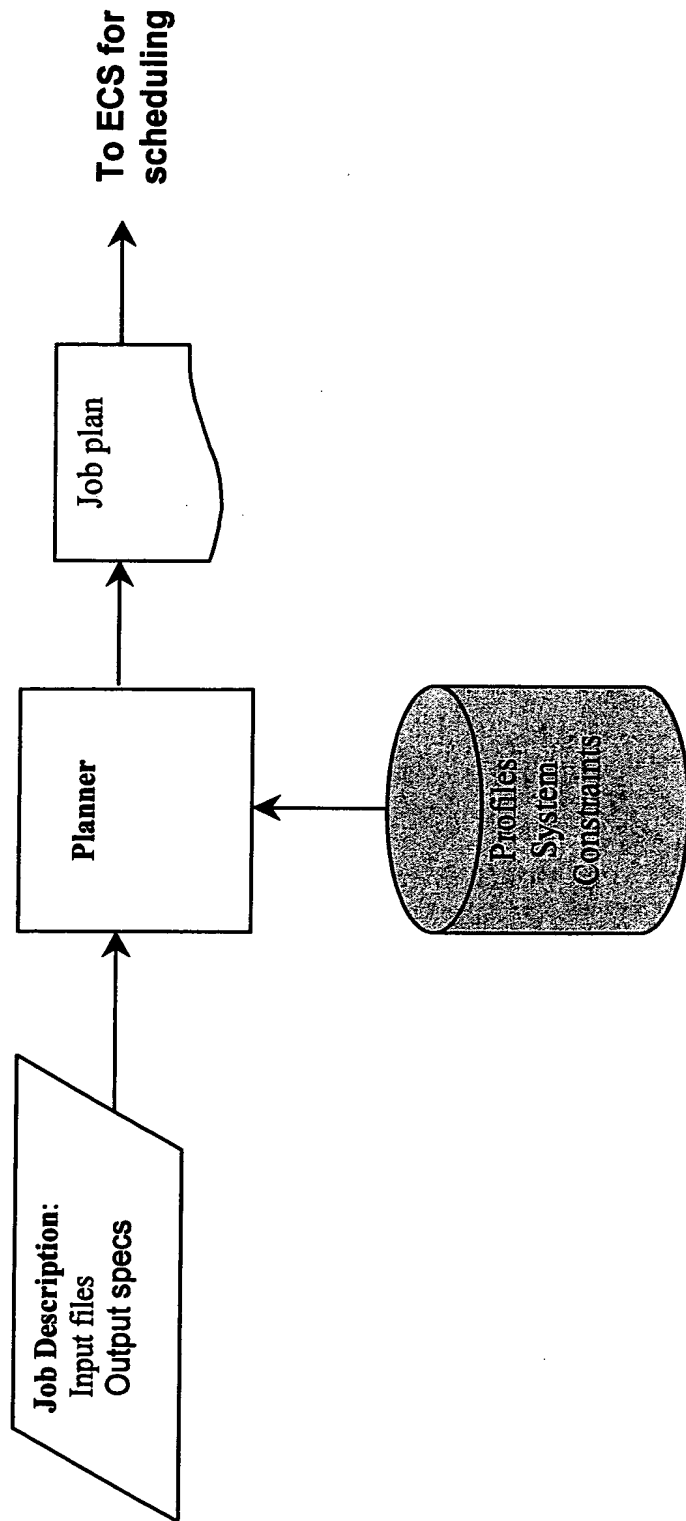 Job Description:
Input files
Output specs
Planner
Job plan
To ECS for
scheduling
Profiles
System
Constraints